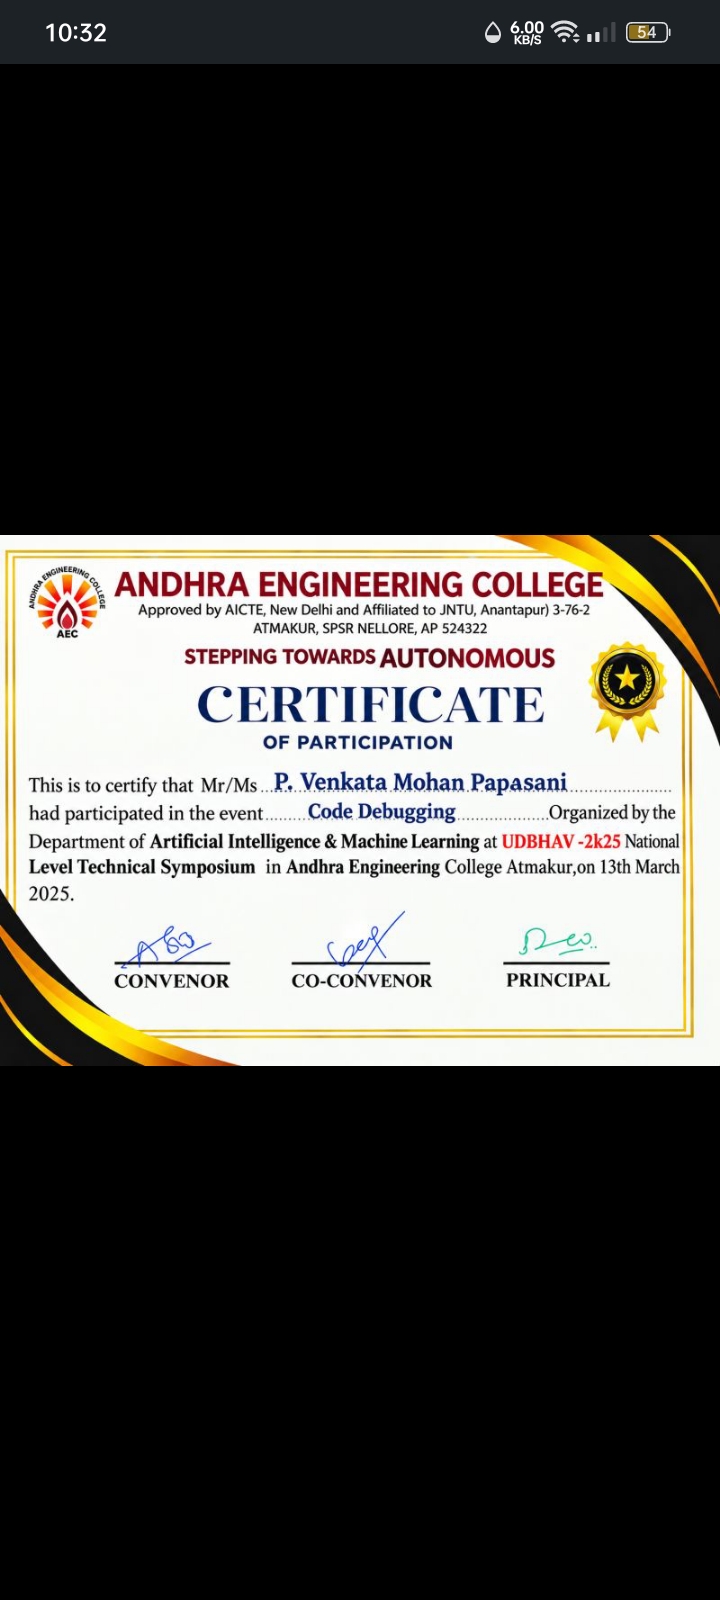 10:32
6.00
KB/S
54
ANDHRA ENGINEERING COLLEGE
AEC
ANDHRA ENGINEERING COLLEGE
Approved by AICTE, New Delhi and Affiliated to JNTU, Anantapur) 3-76-2
ATMAKUR, SPSR NELLORE, AP 524322
STEPPING TOWARDS AUTONOMOUS
CERTIFICATE
OF PARTICIPATION
This is to certify that Mr/Ms P. Venkata Mohan Papasani
had participated in the event Code Debugging Organized by the
Department of Artificial Intelligence & Machine Learning at UDBHAV -2k25 National
Level Technical Symposium in Andhra Engineering College Atmakur,on 13th March
2025.
CONVENOR
CO-CONVENOR
PRINCIPAL